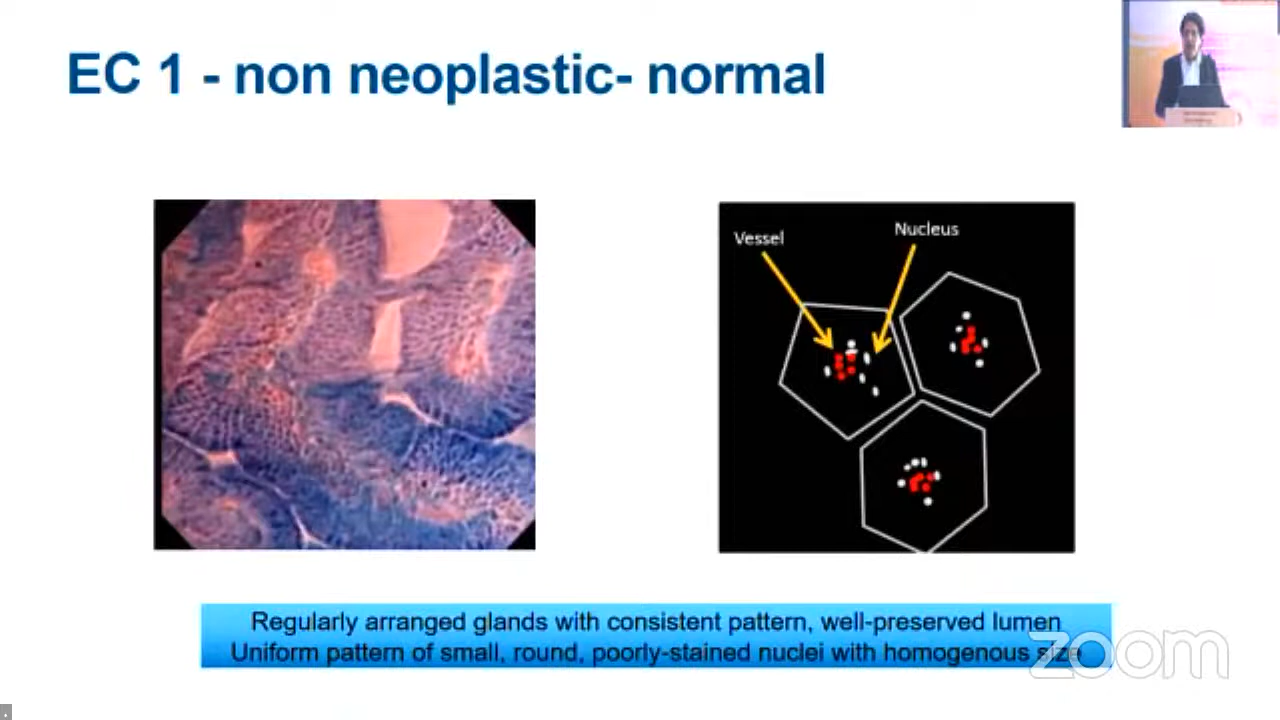 EC 1 - non neoplastic- normal
Vessel
Nucleus
Regularly arranged glands with consistent pattern, well-preserved lumen
Uniform pattern of small, round, poorly-stained nuclei with homogenous size
zoom